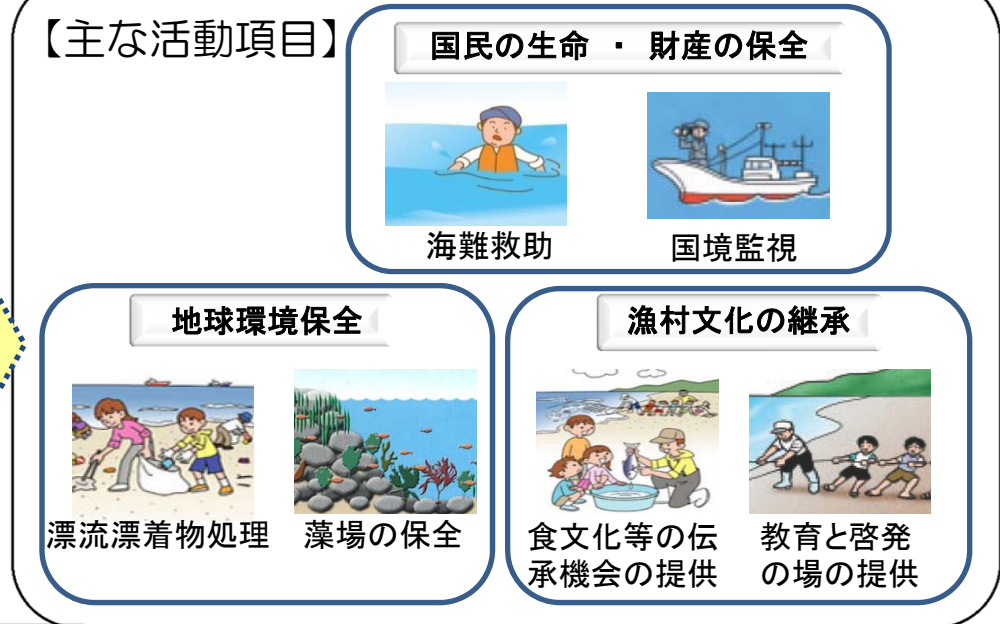 【主な活動項目】
国民の生命 ・ 財産の保全
海難救助
国境監視
地球環境保全
漂流漂着物処理
藻場の保全
漁村文化の継承
食文化等の伝
承機会の提供
教育と啓発
の場の提供